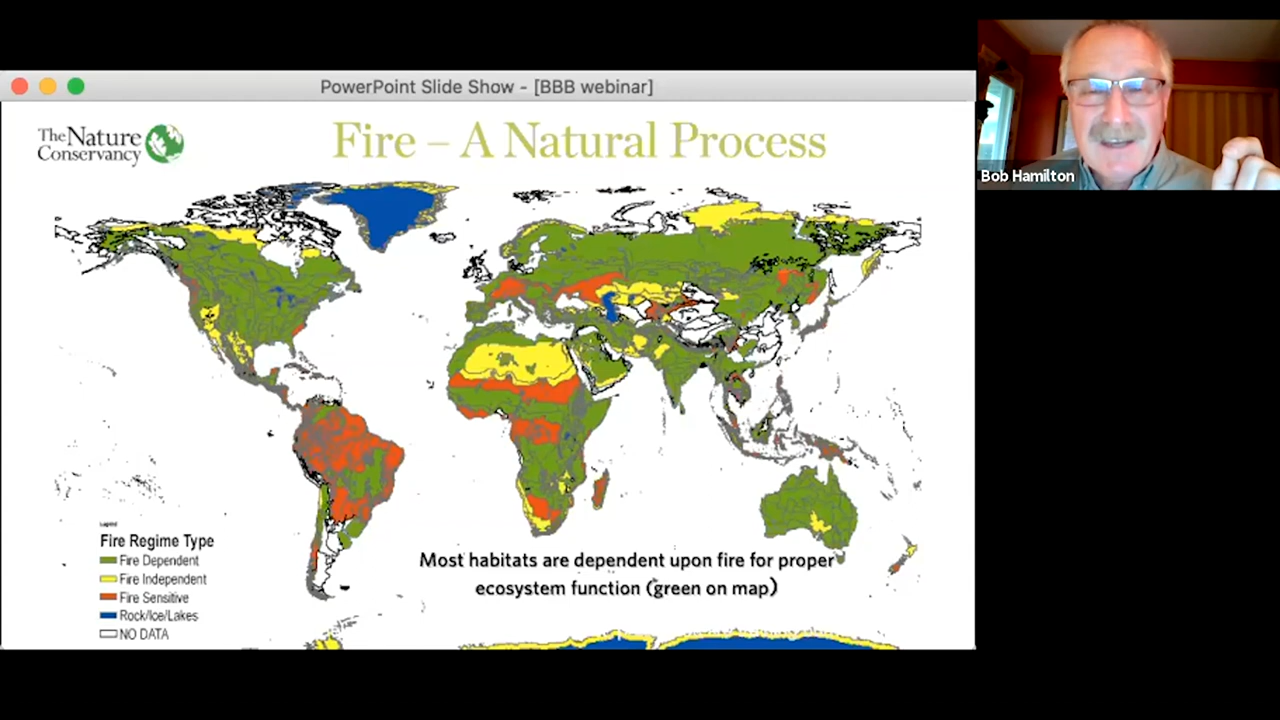 PowerPoint Slide Show - [BBB webinar]
The Nature
Conservancy
Fire – A Natural Process
Bob Hamilton
Legend
Fire Regime Type
Fire Dependent
Fire Independent
Fire Sensitive
Rock/Ice/Lakes
NO DATA
Most habitats are dependent upon fire for proper
ecosystem function (green on map)